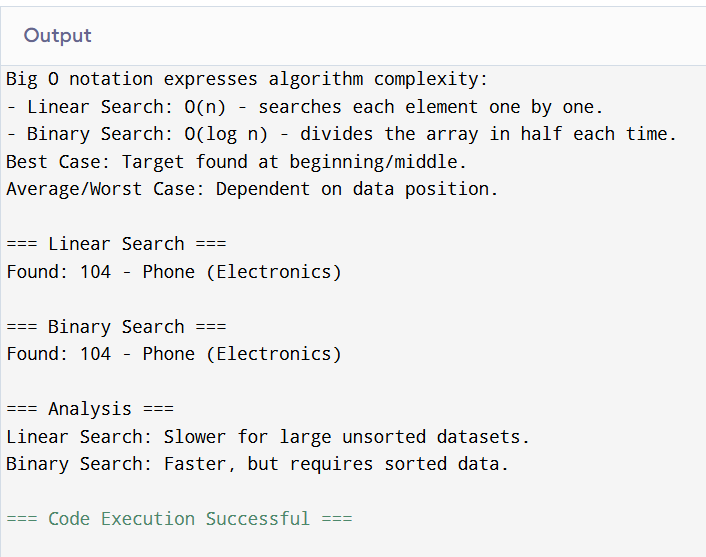 Output
Big O notation expresses algorithm complexity:
- Linear Search: O(n) - searches each element one by one.
- Binary Search: O(log n) - divides the array in half each time.
Best Case: Target found at beginning/middle.
Average/Worst Case: Dependent on data position.
=== Linear Search ===
Found: 104 - Phone (Electronics)
=== Binary Search ===
Found: 104 - Phone (Electronics)
=== Analysis ===
Linear Search: Slower for large unsorted datasets.
Binary Search: Faster, but requires sorted data.
=== Code Execution Successful ===